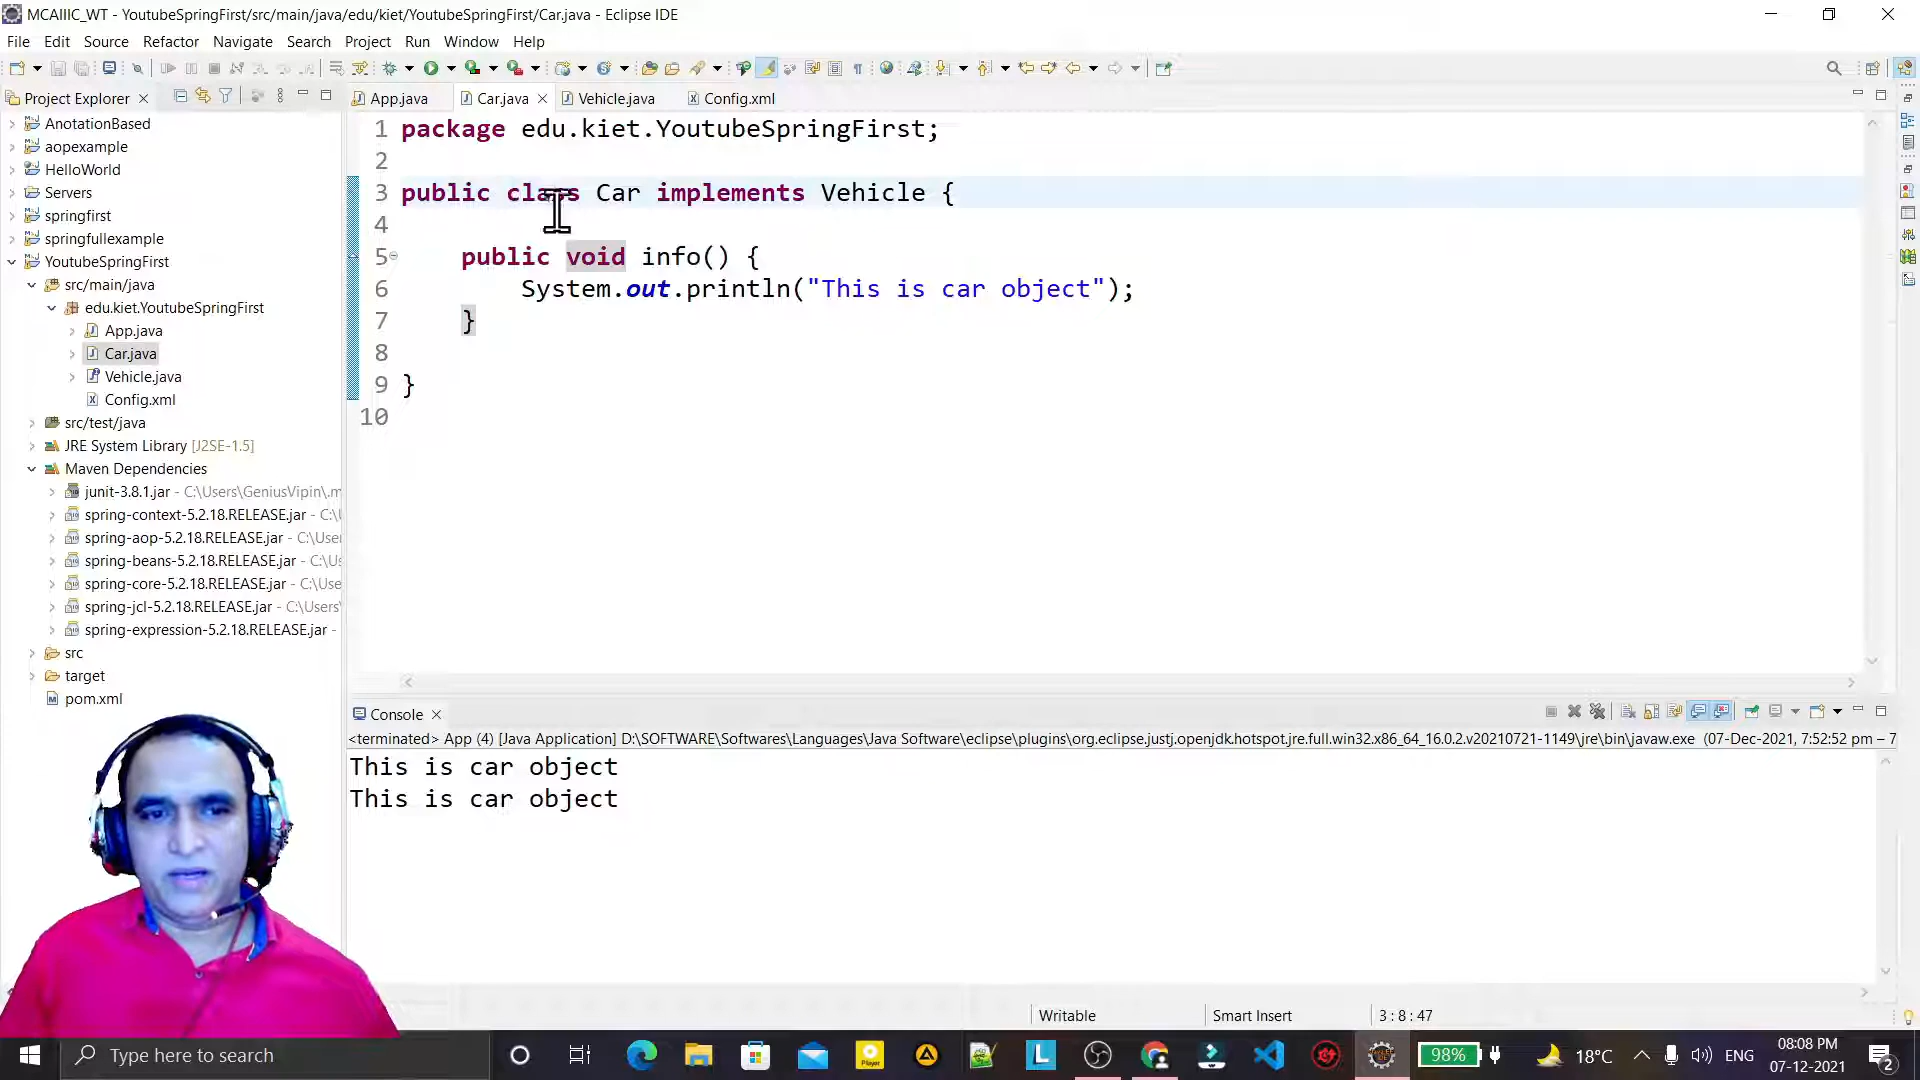 MCAIIIC_WT - YoutubeSpringFirst/src/main/java/edu/kiet/YoutubeSpringFirst/Car.java - Eclipse IDE
File Edit Source Refactor Navigate Search Project Run Window Help
Project Explorer
App.java Car.java Vehicle.java Config.xml
AnotationBased
aopexample
HelloWorld
Servers
springfirst
springfullexample
YoutubeSpringFirst
src/main/java
edu.kiet.YoutubeSpringFirst
App.java
Car.java
Vehicle.java
Config.xml
src/test/java
JRE System Library [J2SE-1.5]
Maven Dependencies
junit-3.8.1.jar - C:\Users\GeniusVipin\.m
spring-context-5.2.18.RELEASE.jar - C:\U
spring-aop-5.2.18.RELEASE.jar - C:\User
spring-beans-5.2.18.RELEASE.jar - C:\Us
spring-core-5.2.18.RELEASE.jar - C:\Use
spring-jcl-5.2.18.RELEASE.jar - C:\Users\
spring-expression-5.2.18.RELEASE.jar -
src
target
pom.xml
1 package edu.kiet.YoutubeSpringFirst;
2
3 public class Car implements Vehicle {
4
5 public void info() {
6 System.out.println("This is car object");
7 }
8
9 }
10
Console
<terminated> App (4) [Java Application] D:\SOFTWARE\Softwares\Languages\Java Software\eclipse\plugins\org.eclipse.justj.openjdk.hotspot.jre.full.win32.x86_64_16.0.2.v20210721-1149\jre\bin\javaw.exe (07-Dec-2021, 7:52:52 pm – 7
This is car object
This is car object
Writable Smart Insert 3 : 8 : 47
Type here to search
Player
L
98%
18°C
ENG
08:08 PM
07-12-2021
2